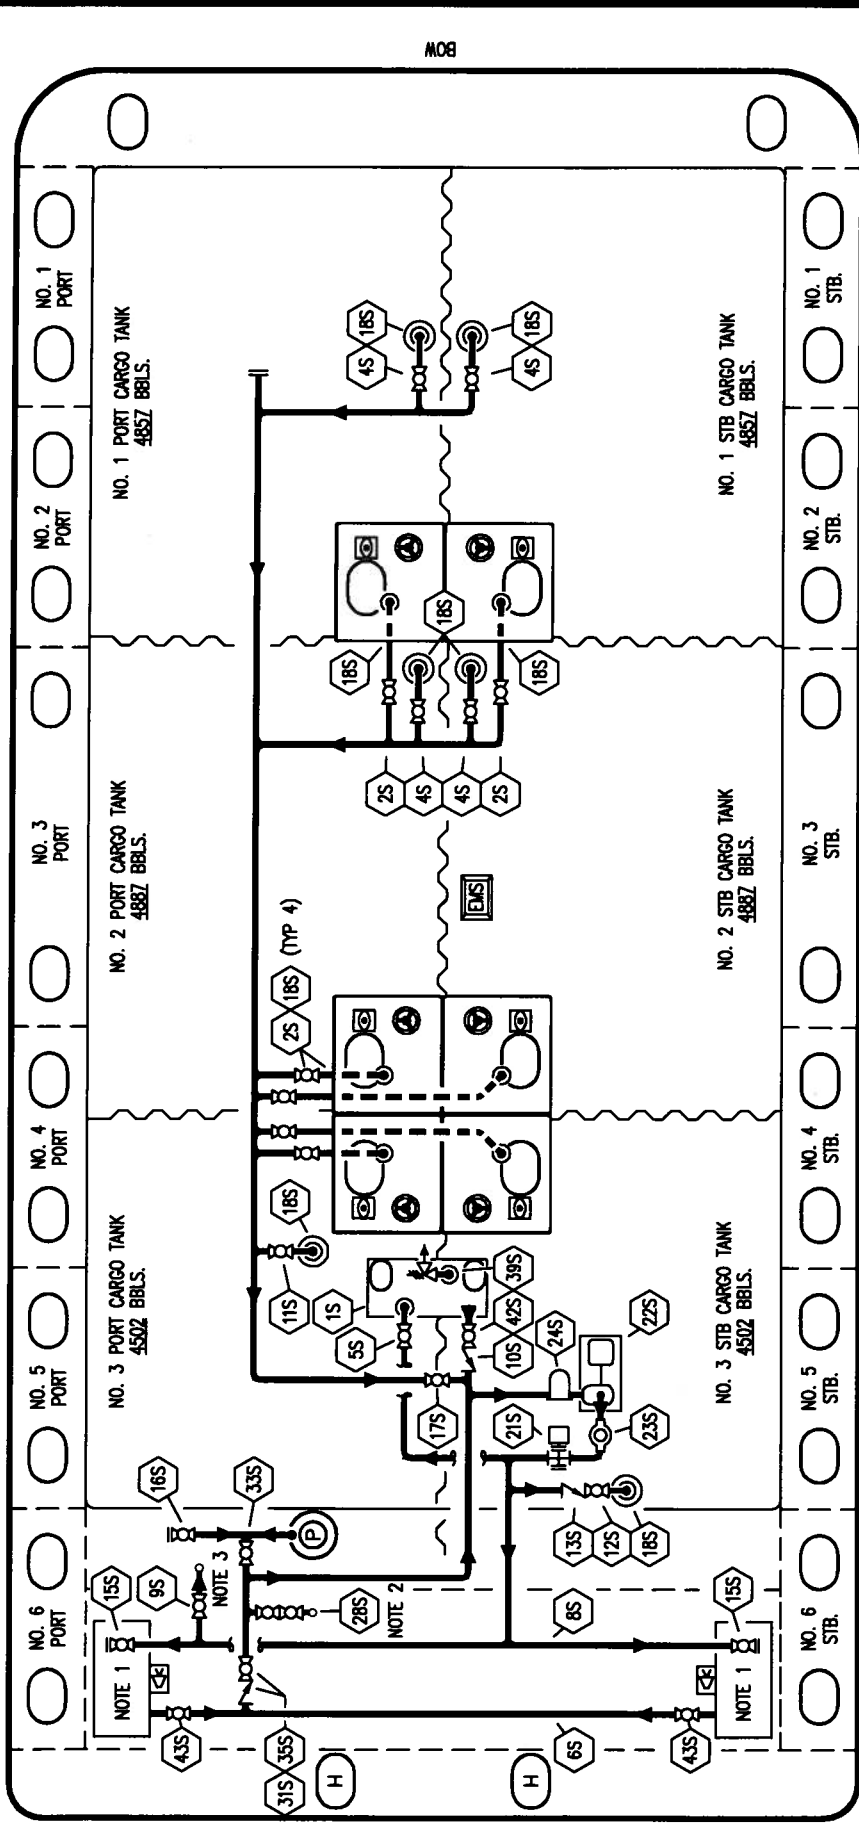 BOW
NO. 1
PORT
NO. 2
PORT
NO. 3
PORT
NO. 4
PORT
NO. 5
PORT
NO. 6
PORT
NO. 1 PORT CARGO TANK
4857 BBLS.
NO. 2 PORT CARGO TANK
4887 BBLS.
NO. 3 PORT CARGO TANK
4502 BBLS.
18S
4S
18S
4S
18S
18S
18S
2S
4S
4S
2S
EMS
18S (TYP 4)
2S
18S
11S
1S
5S
39S
42S
10S
17S
24S
22S
21S
23S
13S
12S
18S
16S
33S
P
15S
9S
NOTE 3
28S
NOTE 2
8S
15S
NOTE 1
NOTE 1
43S
35S
31S
6S
43S
H
H
NO. 1 STB CARGO TANK
4857 BBLS.
NO. 2 STB CARGO TANK
4887 BBLS.
NO. 3 STB CARGO TANK
4502 BBLS.
NO. 1
STB.
NO. 2
STB.
NO. 3
STB.
NO. 4
STB.
NO. 5
STB.
NO. 6
STB.